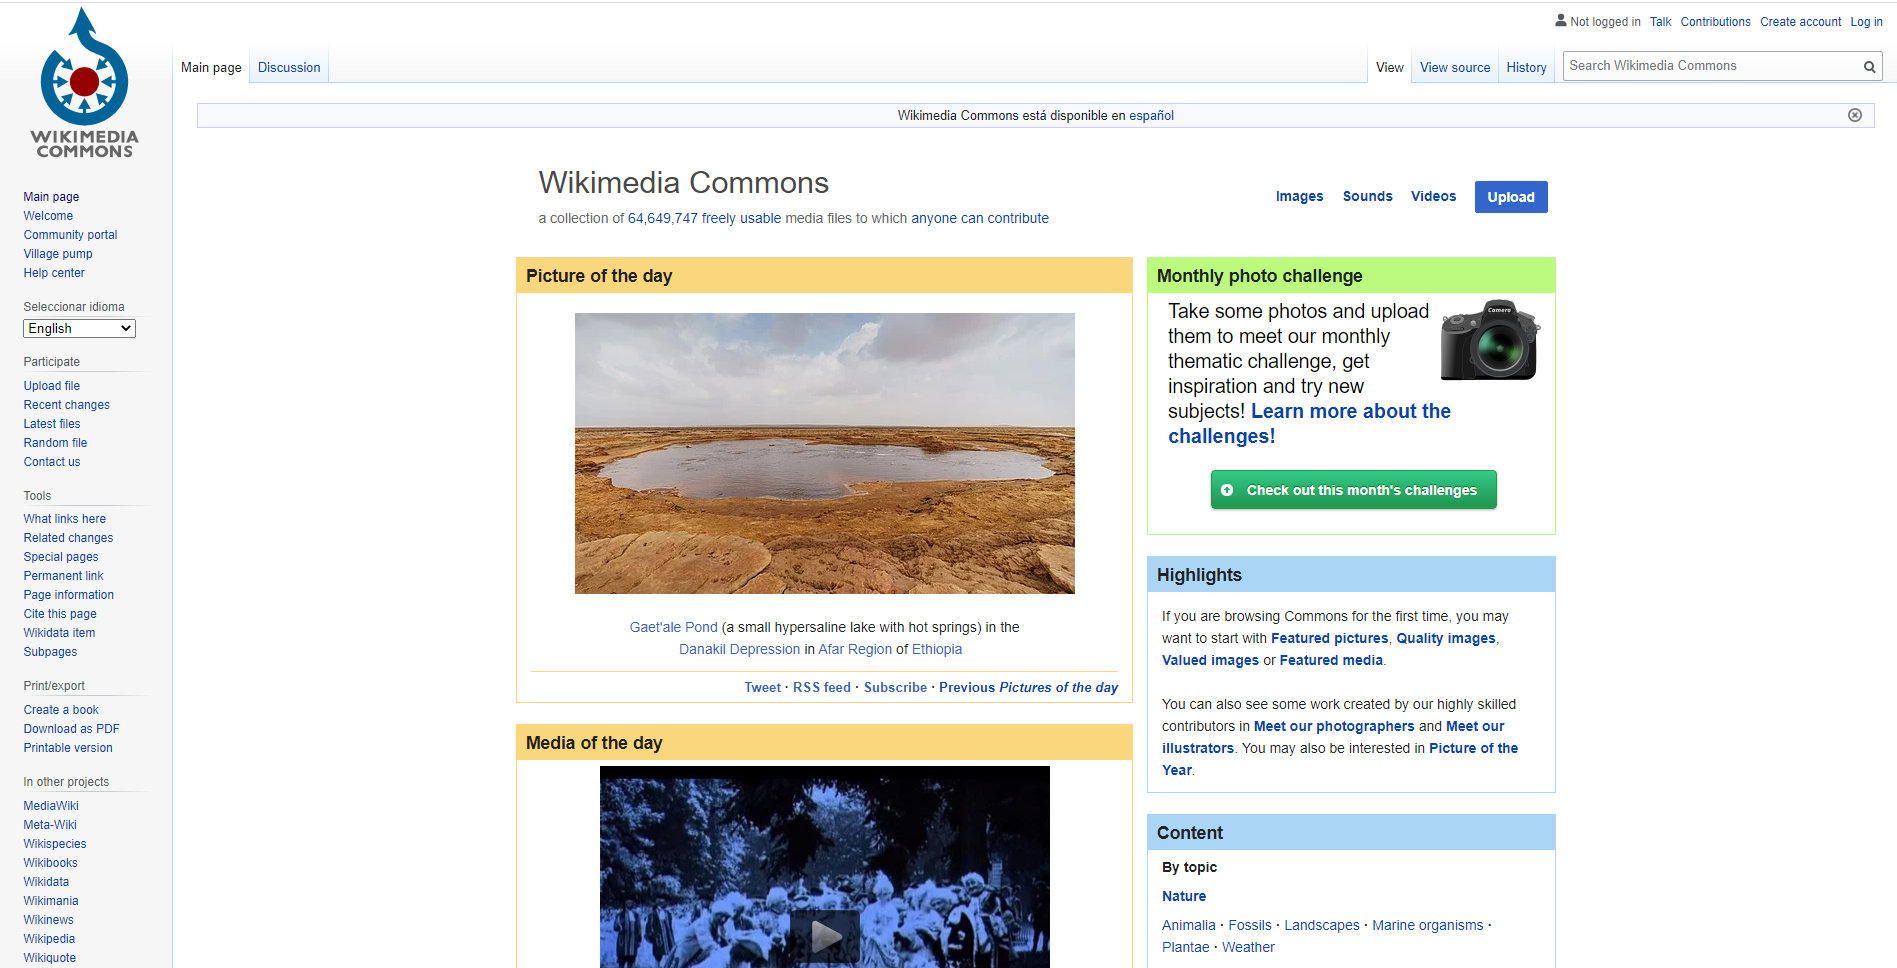 WIKIMEDIA
COMMONS
Not logged in Talk Contributions Create account Log in
Main page Discussion
View View source History Search Wikimedia Commons
Wikimedia Commons está disponible en español
Main page
Welcome
Community portal
Village pump
Help center
Seleccionar idioma
English
Participate
Upload file
Recent changes
Latest files
Random file
Contact us
Tools
What links here
Related changes
Special pages
Permanent link
Page information
Cite this page
Wikidata item
Subpages
Print/export
Create a book
Download as PDF
Printable version
In other projects
MediaWiki
Meta-Wiki
Wikispecies
Wikibooks
Wikidata
Wikimania
Wikinews
Wikipedia
Wikiquote
Wikimedia Commons
a collection of 64,649,747 freely usable media files to which anyone can contribute
Images Sounds Videos Upload
Picture of the day
Gaet'ale Pond (a small hypersaline lake with hot springs) in the
Danakil Depression in Afar Region of Ethiopia
Tweet · RSS feed · Subscribe · Previous Pictures of the day
Media of the day
Monthly photo challenge
Take some photos and upload
them to meet our monthly
thematic challenge, get
inspiration and try new
subjects! Learn more about the
challenges!
Camera
Check out this month's challenges
Highlights
If you are browsing Commons for the first time, you may
want to start with Featured pictures, Quality images,
Valued images or Featured media.
You can also see some work created by our highly skilled
contributors in Meet our photographers and Meet our
illustrators. You may also be interested in Picture of the
Year.
Content
By topic
Nature
Animalia · Fossils · Landscapes · Marine organisms ·
Plantae · Weather